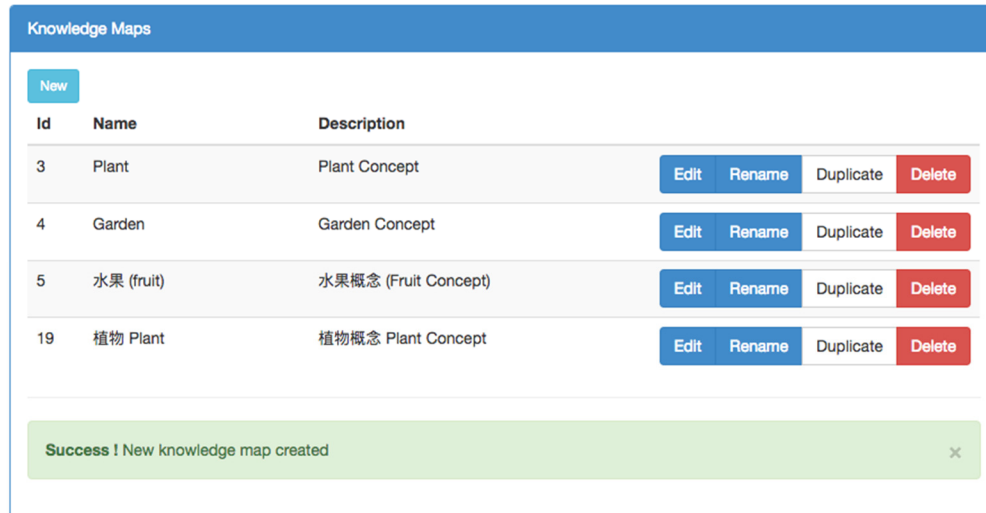 Knowledge Maps
New
Id Name Description
3 Plant Plant Concept Edit Rename Duplicate Delete
4 Garden Garden Concept Edit Rename Duplicate Delete
5 水果 (fruit) 水果概念 (Fruit Concept) Edit Rename Duplicate Delete
19 植物 Plant 植物概念 Plant Concept Edit Rename Duplicate Delete
Success ! New knowledge map created ×